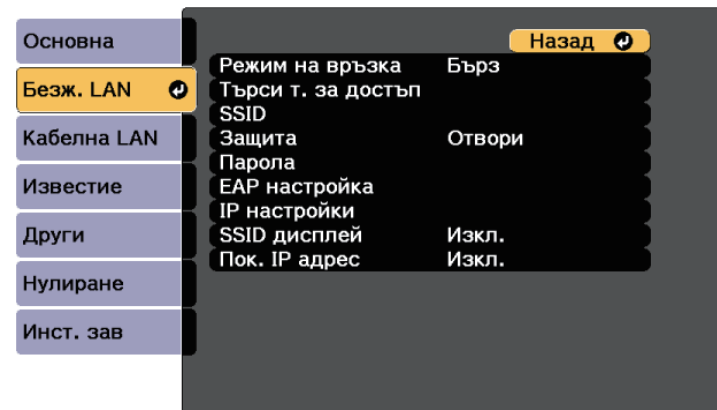 Основна
Безж. LAN
Кабелна LAN
Известие
Други
Нулиране
Инст. зав
Назад
Режим на връзка Бърз
Търси т. за достъп
SSID
Защита Отвори
Парола
EAP настройка
IP настройки
SSID дисплей Изкл.
Пок. IP адрес Изкл.